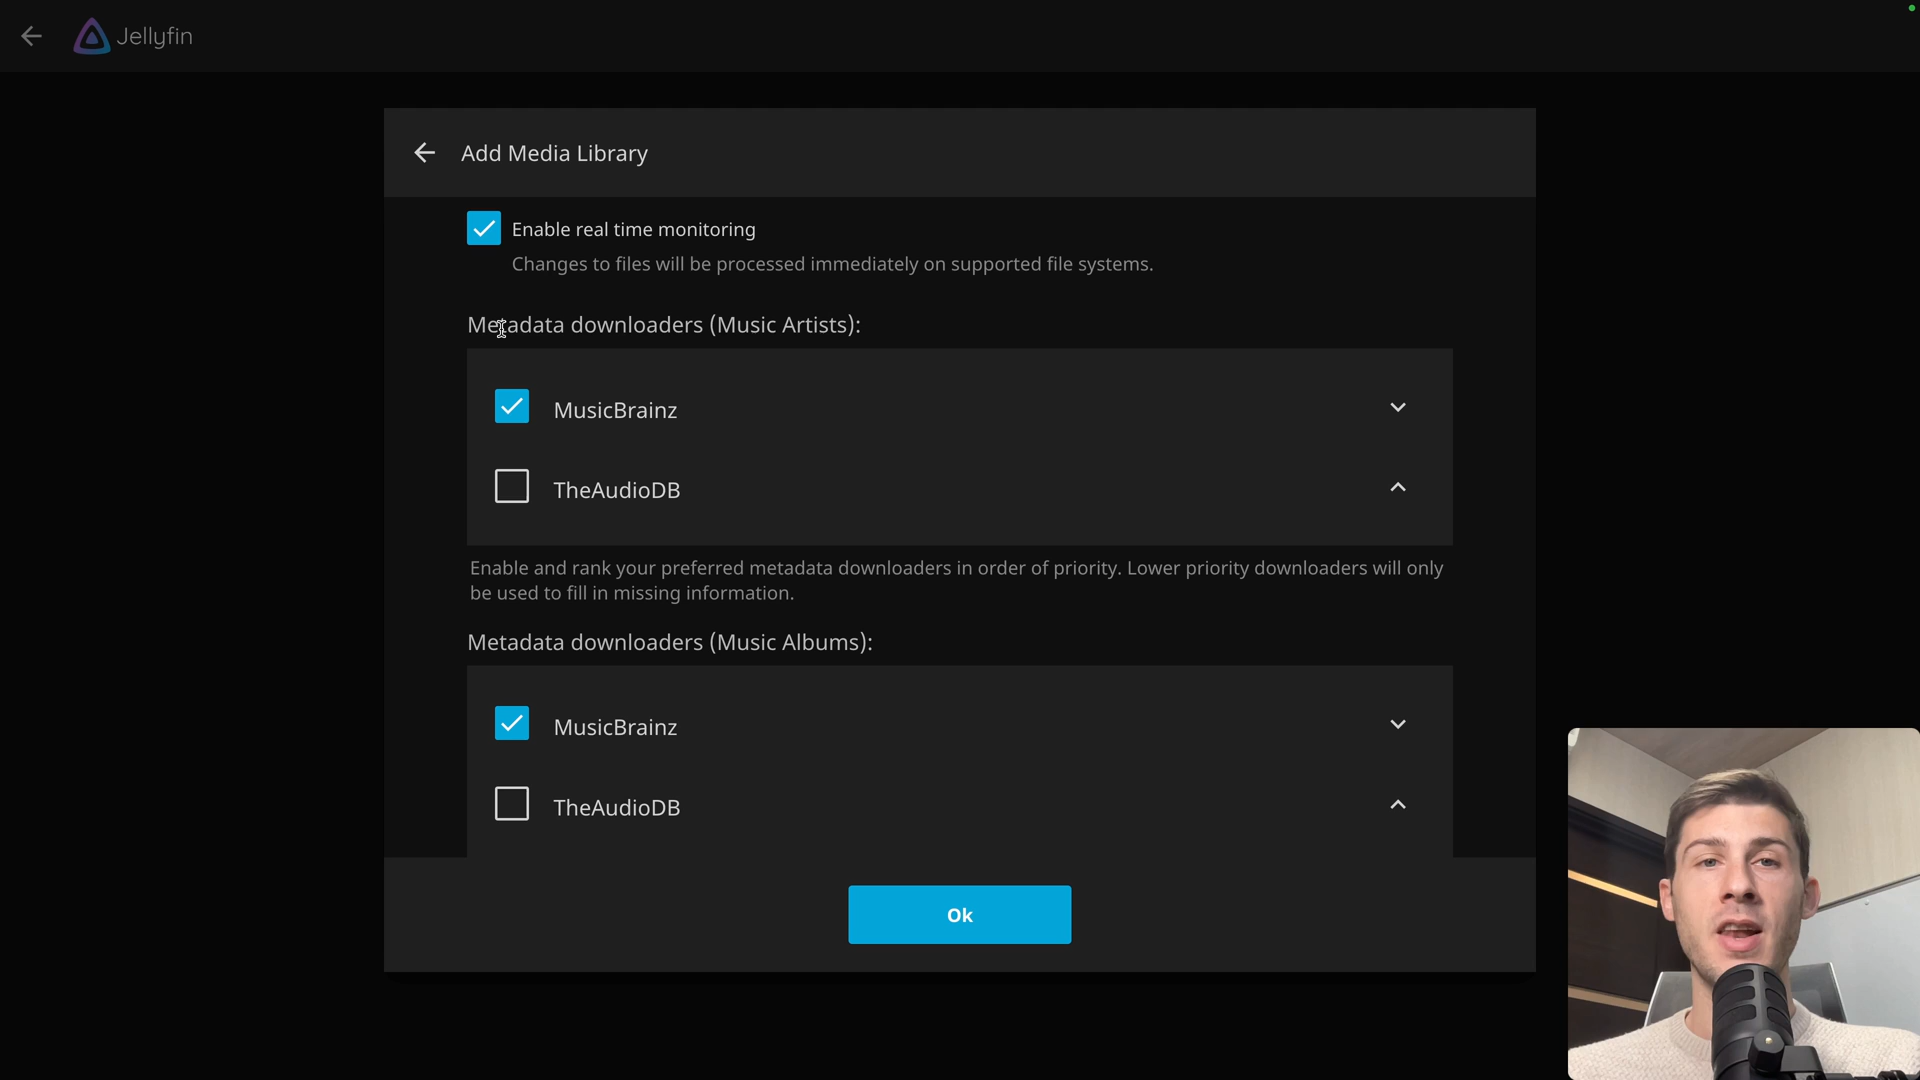 Jellyfin
Add Media Library
Enable real time monitoring
Changes to files will be processed immediately on supported file systems.
Metadata downloaders (Music Artists):
MusicBrainz
TheAudioDB
Enable and rank your preferred metadata downloaders in order of priority. Lower priority downloaders will only
be used to fill in missing information.
Metadata downloaders (Music Albums):
MusicBrainz
TheAudioDB
Ok